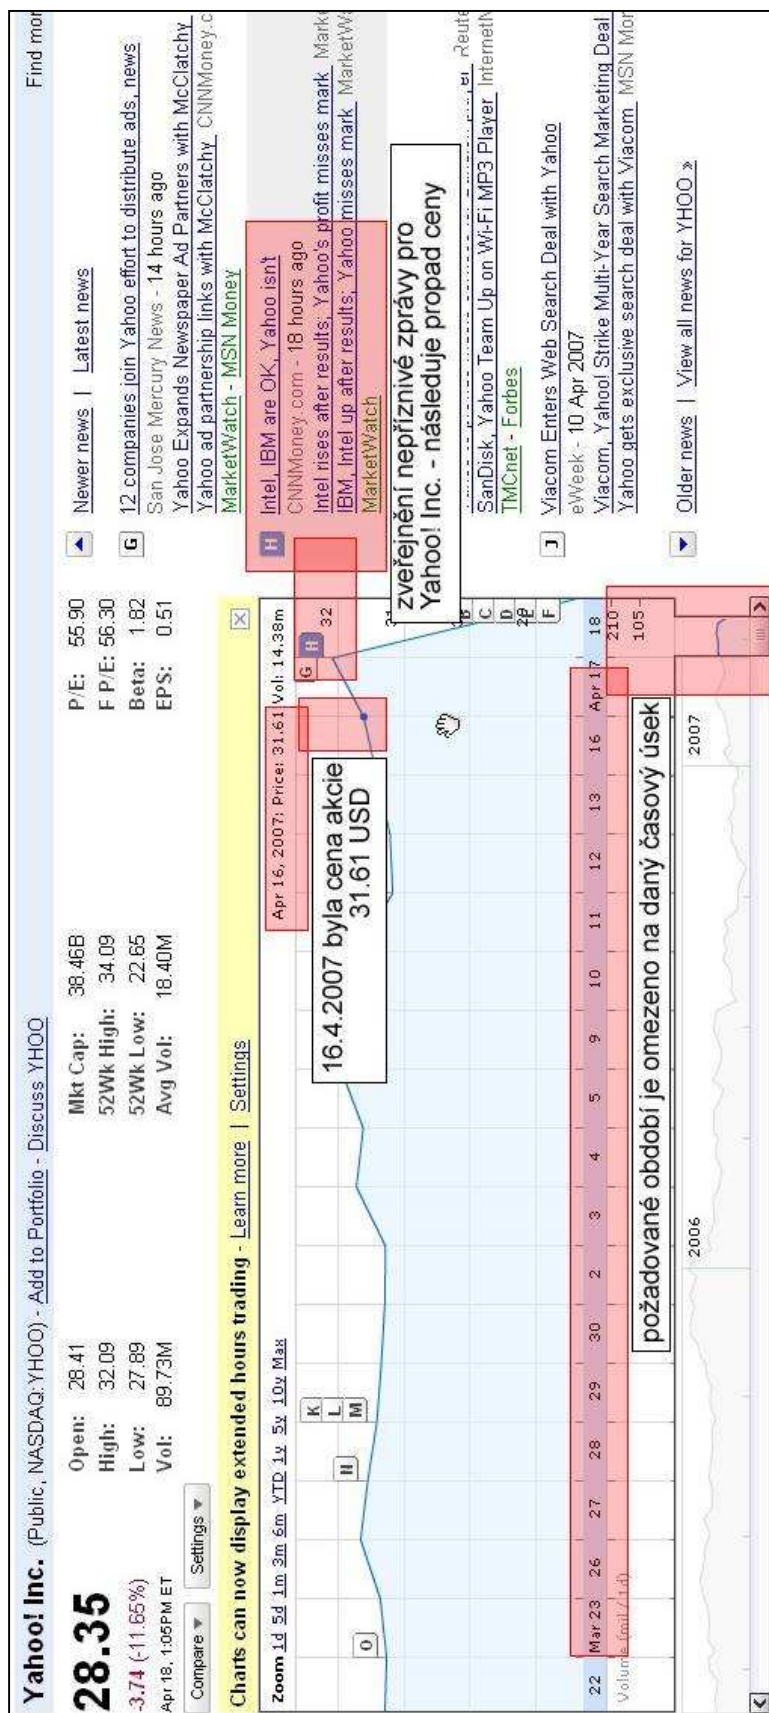 Yahoo! Inc. (Public, NASDAQ:YHOO) - Add to Portfolio - Discuss YHOO
Find mor
28.35
-3.74 (-11.65%)
Apr 18, 1:05PM ET
Compare Settings
Open: 28.41
High: 32.09
Low: 27.89
Vol: 89.73M
Mkt Cap: 38.46B
52Wk High: 34.09
52Wk Low: 22.65
Avg Vol: 18.40M
P/E: 55.90
F P/E: 56.30
Beta: 1.82
EPS: 0.51
Charts can now display extended hours trading - Learn more | Settings
Zoom 1d 5d 1m 3m 6m YTD 1y 5y 10y Max
Apr 16, 2007: Price: 31.61 Vol: 14.38m
32
G
H
O
N
K
L
M
B
C
D
E
F
16.4.2007 byla cena akcie
31.61 USD
22 Mar 23 26 27 28 29 30 2 3 4 5 9 10 11 12 13 16 Apr 17 18
Volume (mil / 1d)
210
105
požadované období je omezeno na daný časový úsek
2006
2007
Newer news | Latest news
G
12 companies join Yahoo effort to distribute ads, news
San Jose Mercury News - 14 hours ago
Yahoo Expands Newspaper Ad Partners with McClatchy
Yahoo ad partnership links with McClatchy CNNMoney.c
MarketWatch - MSN Money
H
Intel, IBM are OK, Yahoo isn't
CNNMoney.com - 18 hours ago
Intel rises after results; Yahoo's profit misses mark Marke
IBM, Intel up after results; Yahoo misses mark MarketWa
MarketWatch
zveřejnění nepříznivé zprávy pro
Yahoo! Inc. - následuje propad ceny
Reute
SanDisk, Yahoo Team Up on Wi-Fi MP3 Player InternetN
TMCnet - Forbes
J
Viacom Enters Web Search Deal with Yahoo
eWeek - 10 Apr 2007
Viacom, Yahoo! Strike Multi-Year Search Marketing Deal
Yahoo gets exclusive search deal with Viacom MSN Mor
Older news | View all news for YHOO »